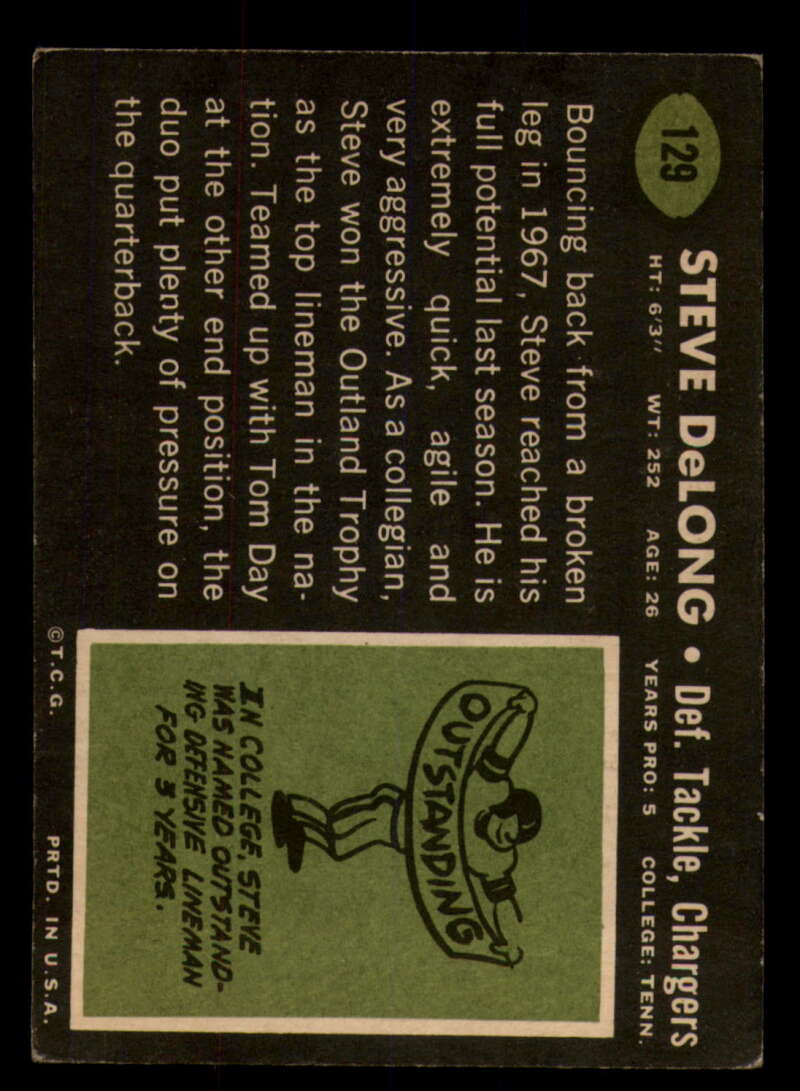 129
STEVE DeLONG • Def. Tackle, Chargers
HT: 6'3" WT: 252 AGE: 26 YEARS PRO: 5 COLLEGE: TENN.
Bouncing back from a broken
leg in 1967, Steve reached his
full potential last season. He is
extremely quick, agile and
very aggressive. As a collegian,
Steve won the Outland Trophy
as the top lineman in the na-
tion. Teamed up with Tom Day
at the other end position, the
duo put plenty of pressure on
the quarterback.
OUTSTANDING
IN COLLEGE, STEVE
WAS NAMED OUTSTAND-
ING DEFENSIVE LINEMAN
FOR 3 YEARS.
©T.C.G. PRTD. IN U.S.A.